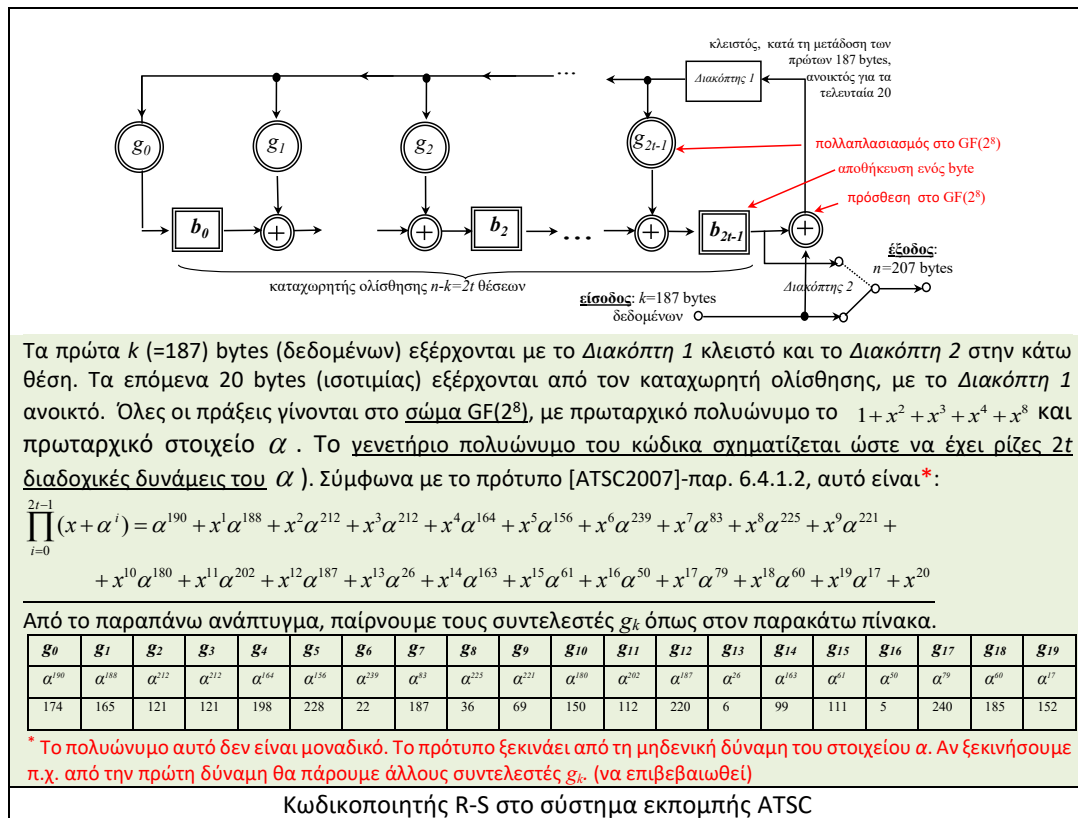 κλειστός, κατά τη μετάδοση των
πρώτων 187 bytes,
ανοικτός για τα
τελευταία 20
...
Διακόπτης 1
g0
g1
g2
g2t-1
πολλαπλασιασμός στο GF(2⁸)
αποθήκευση ενός byte
πρόσθεση στο GF(2⁸)
b0
+
+
b2
...
+
b2t-1
+
καταχωρητής ολίσθησης n-k=2t θέσεων
έξοδος:
n=207 bytes
Διακόπτης 2
είσοδος: k=187 bytes
δεδομένων
Τα πρώτα k (=187) bytes (δεδομένων) εξέρχονται με το Διακόπτη 1 κλειστό και το Διακόπτη 2 στην κάτω
θέση. Τα επόμενα 20 bytes (ισοτιμίας) εξέρχονται από τον καταχωρητή ολίσθησης, με το Διακόπτη 1
ανοικτό. Όλες οι πράξεις γίνονται στο σώμα GF(2⁸), με πρωταρχικό πολυώνυμο το 1+x²+x³+x⁴+x⁸ και
πρωταρχικό στοιχείο α. Το γενετήριο πολυώνυμο του κώδικα σχηματίζεται ώστε να έχει ρίζες 2t
διαδοχικές δυνάμεις του α). Σύμφωνα με το πρότυπο [ATSC2007]-παρ. 6.4.1.2, αυτό είναι*:
∏_{i=0}^{2t-1}(x+α^i) = α^190 + x^1α^188 + x^2α^212 + x^3α^212 + x^4α^164 + x^5α^156 + x^6α^239 + x^7α^83 + x^8α^225 + x^9α^221 +
+ x^10α^180 + x^11α^202 + x^12α^187 + x^13α^26 + x^14α^163 + x^15α^61 + x^16α^50 + x^17α^79 + x^18α^60 + x^19α^17 + x^20
Από το παραπάνω ανάπτυγμα, παίρνουμε τους συντελεστές gk όπως στον παρακάτω πίνακα.
g0 g1 g2 g3 g4 g5 g6 g7 g8 g9 g10 g11 g12 g13 g14 g15 g16 g17 g18 g19
α^190 α^188 α^212 α^212 α^164 α^156 α^239 α^83 α^225 α^221 α^180 α^202 α^187 α^26 α^163 α^61 α^50 α^79 α^60 α^17
174 165 121 121 198 228 22 187 36 69 150 112 220 6 99 111 5 240 185 152
* Το πολυώνυμο αυτό δεν είναι μοναδικό. Το πρότυπο ξεκινάει από τη μηδενική δύναμη του στοιχείου α. Αν ξεκινήσουμε
π.χ. από την πρώτη δύναμη θα πάρουμε άλλους συντελεστές gk. (να επιβεβαιωθεί)
Κωδικοποιητής R-S στο σύστημα εκπομπής ATSC